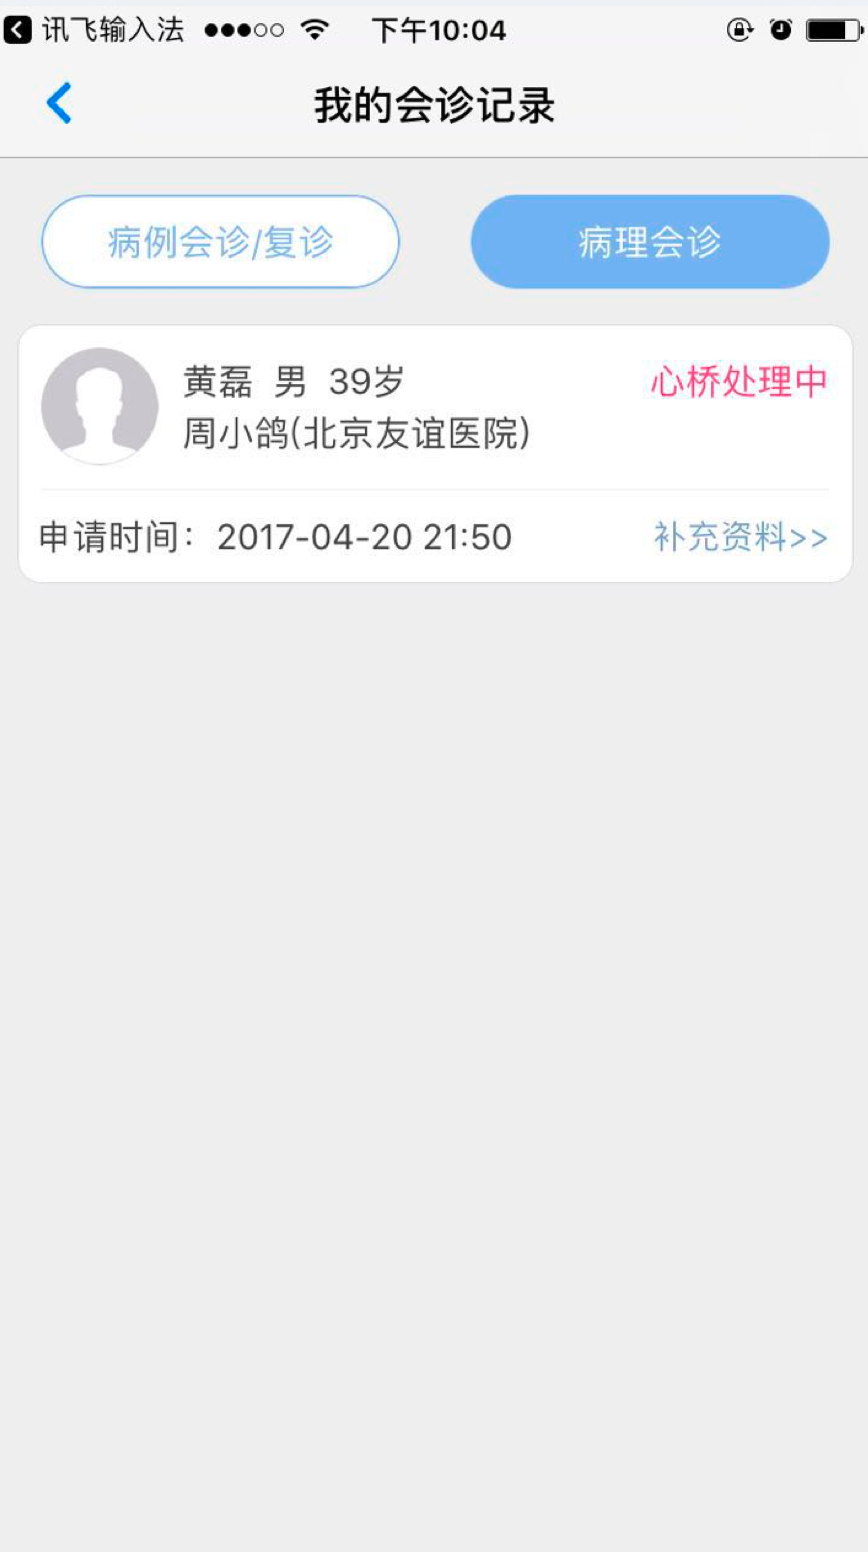 讯飞输入法 下午10:04
我的会诊记录
病例会诊/复诊 病理会诊
黄磊 男 39岁 心桥处理中
周小鸽(北京友谊医院)
申请时间：2017-04-20 21:50 补充资料>>